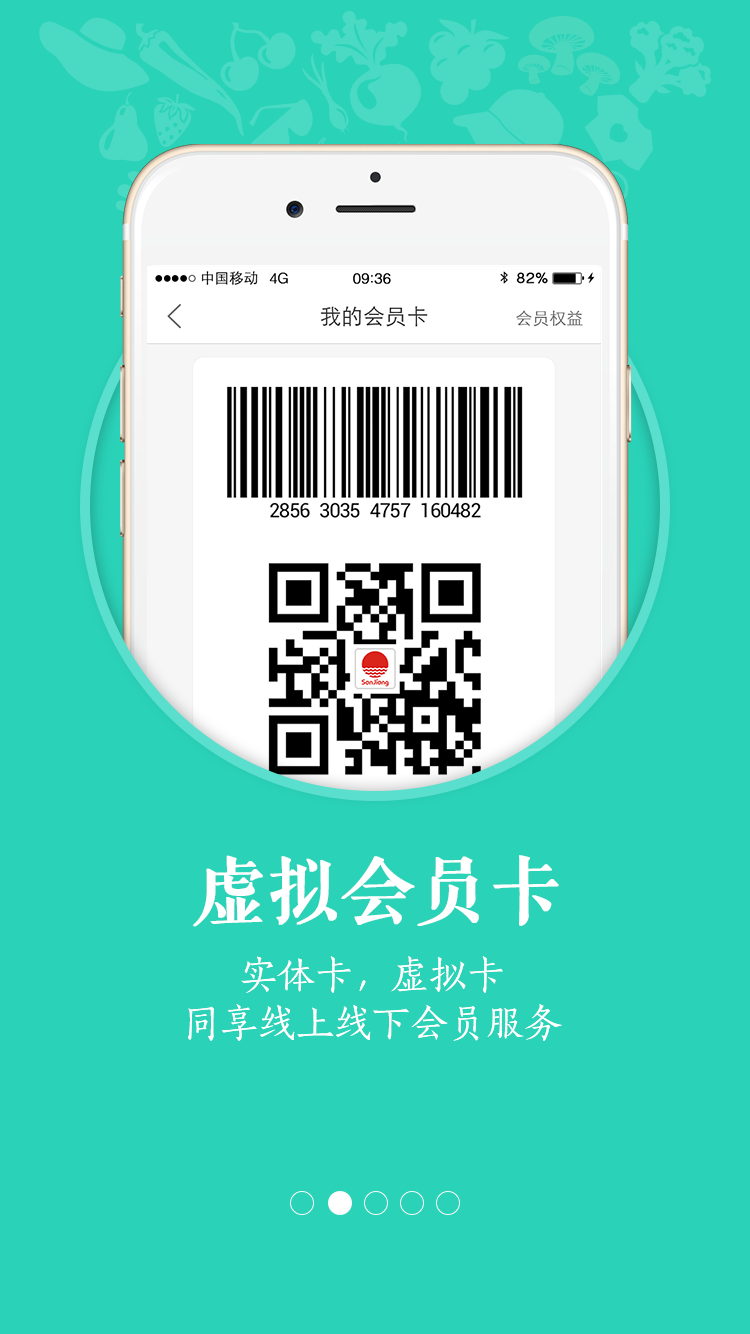 中国移动 4G 09:36 82%
我的会员卡 会员权益
2856 3035 4757 160482
SanJiang
虚拟会员卡
实体卡，虚拟卡
同享线上线下会员服务